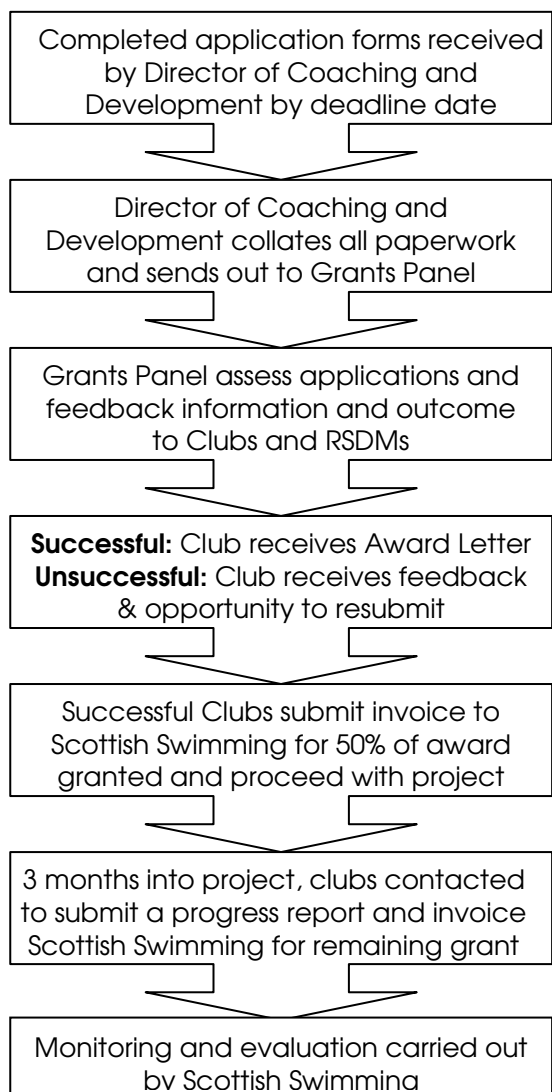 Completed application forms received
by Director of Coaching and
Development by deadline date
Director of Coaching and
Development collates all paperwork
and sends out to Grants Panel
Grants Panel assess applications and
feedback information and outcome
to Clubs and RSDMs
Successful: Club receives Award Letter
Unsuccessful: Club receives feedback
& opportunity to resubmit
Successful Clubs submit invoice to
Scottish Swimming for 50% of award
granted and proceed with project
3 months into project, clubs contacted
to submit a progress report and invoice
Scottish Swimming for remaining grant
Monitoring and evaluation carried out
by Scottish Swimming